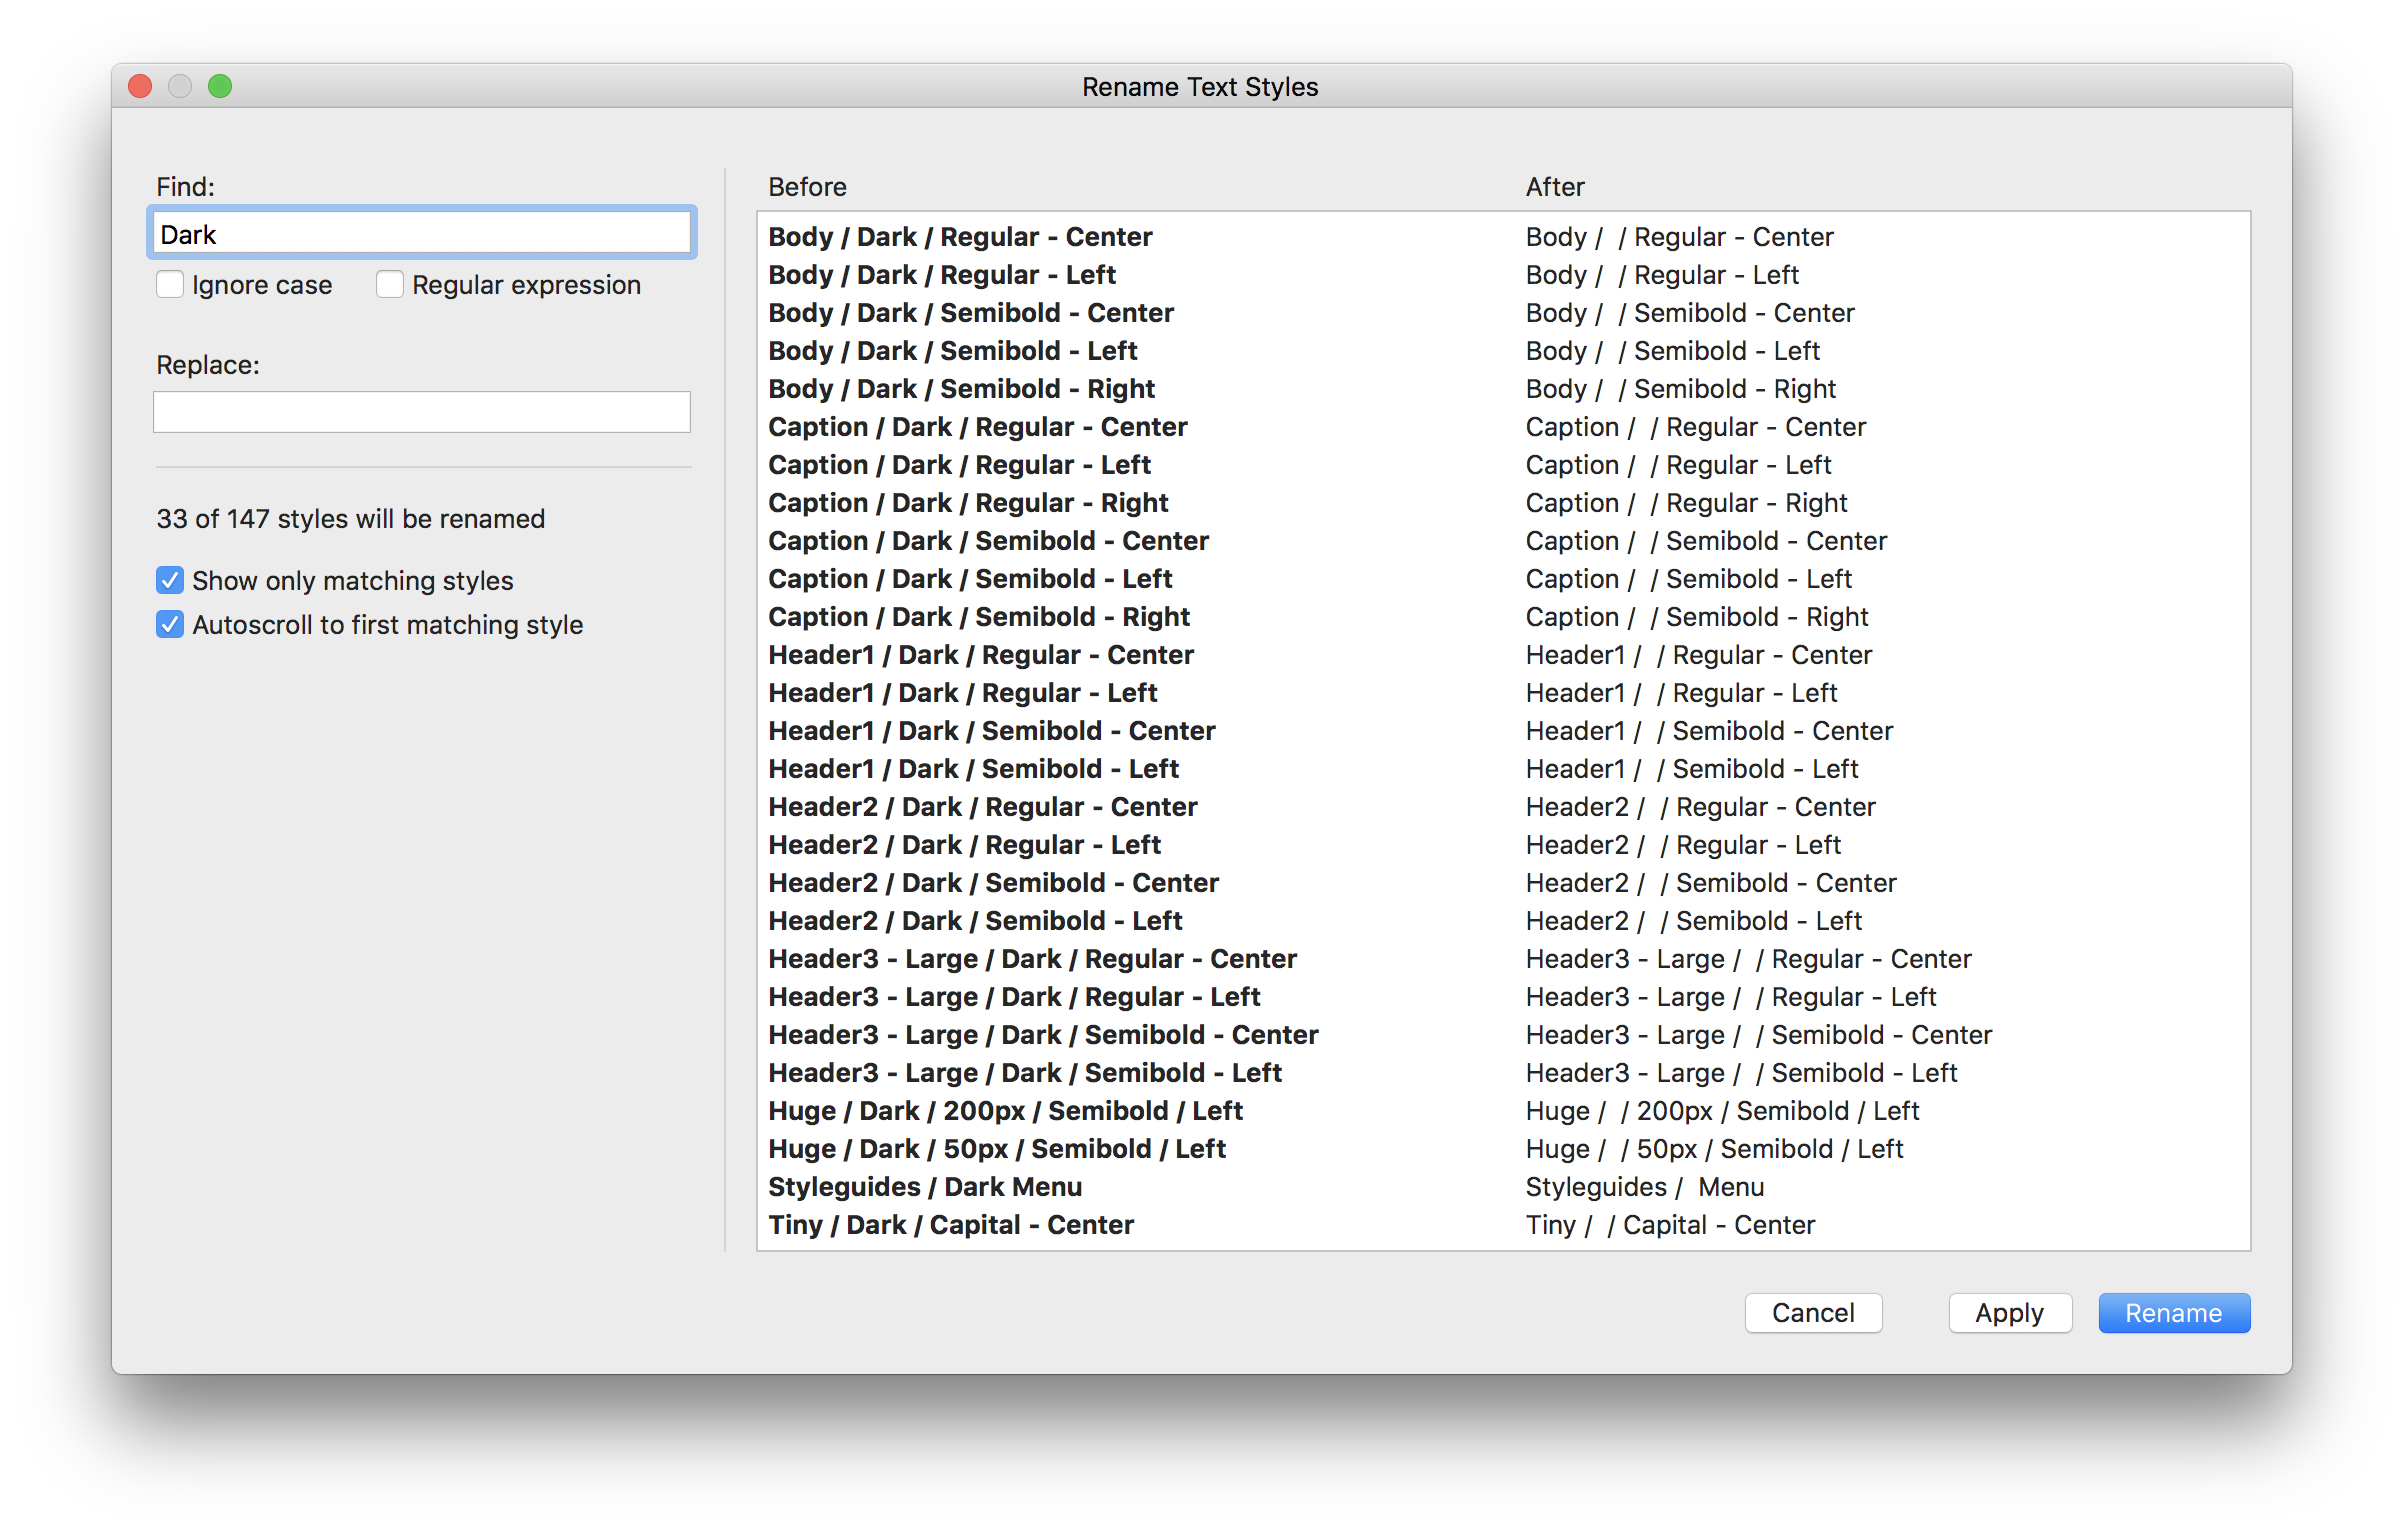 Rename Text Styles
Find:
Dark
Ignore case Regular expression
Replace:
33 of 147 styles will be renamed
Show only matching styles
Autoscroll to first matching style
Before After
Body / Dark / Regular - Center Body /  / Regular - Center
Body / Dark / Regular - Left Body /  / Regular - Left
Body / Dark / Semibold - Center Body /  / Semibold - Center
Body / Dark / Semibold - Left Body /  / Semibold - Left
Body / Dark / Semibold - Right Body /  / Semibold - Right
Caption / Dark / Regular - Center Caption /  / Regular - Center
Caption / Dark / Regular - Left Caption /  / Regular - Left
Caption / Dark / Regular - Right Caption /  / Regular - Right
Caption / Dark / Semibold - Center Caption /  / Semibold - Center
Caption / Dark / Semibold - Left Caption /  / Semibold - Left
Caption / Dark / Semibold - Right Caption /  / Semibold - Right
Header1 / Dark / Regular - Center Header1 /  / Regular - Center
Header1 / Dark / Regular - Left Header1 /  / Regular - Left
Header1 / Dark / Semibold - Center Header1 /  / Semibold - Center
Header1 / Dark / Semibold - Left Header1 /  / Semibold - Left
Header2 / Dark / Regular - Center Header2 /  / Regular - Center
Header2 / Dark / Regular - Left Header2 /  / Regular - Left
Header2 / Dark / Semibold - Center Header2 /  / Semibold - Center
Header2 / Dark / Semibold - Left Header2 /  / Semibold - Left
Header3 - Large / Dark / Regular - Center Header3 - Large /  / Regular - Center
Header3 - Large / Dark / Regular - Left Header3 - Large /  / Regular - Left
Header3 - Large / Dark / Semibold - Center Header3 - Large /  / Semibold - Center
Header3 - Large / Dark / Semibold - Left Header3 - Large /  / Semibold - Left
Huge / Dark / 200px / Semibold / Left Huge /  / 200px / Semibold / Left
Huge / Dark / 50px / Semibold / Left Huge /  / 50px / Semibold / Left
Styleguides / Dark Menu Styleguides /  Menu
Tiny / Dark / Capital - Center Tiny /  / Capital - Center
Cancel Apply Rename